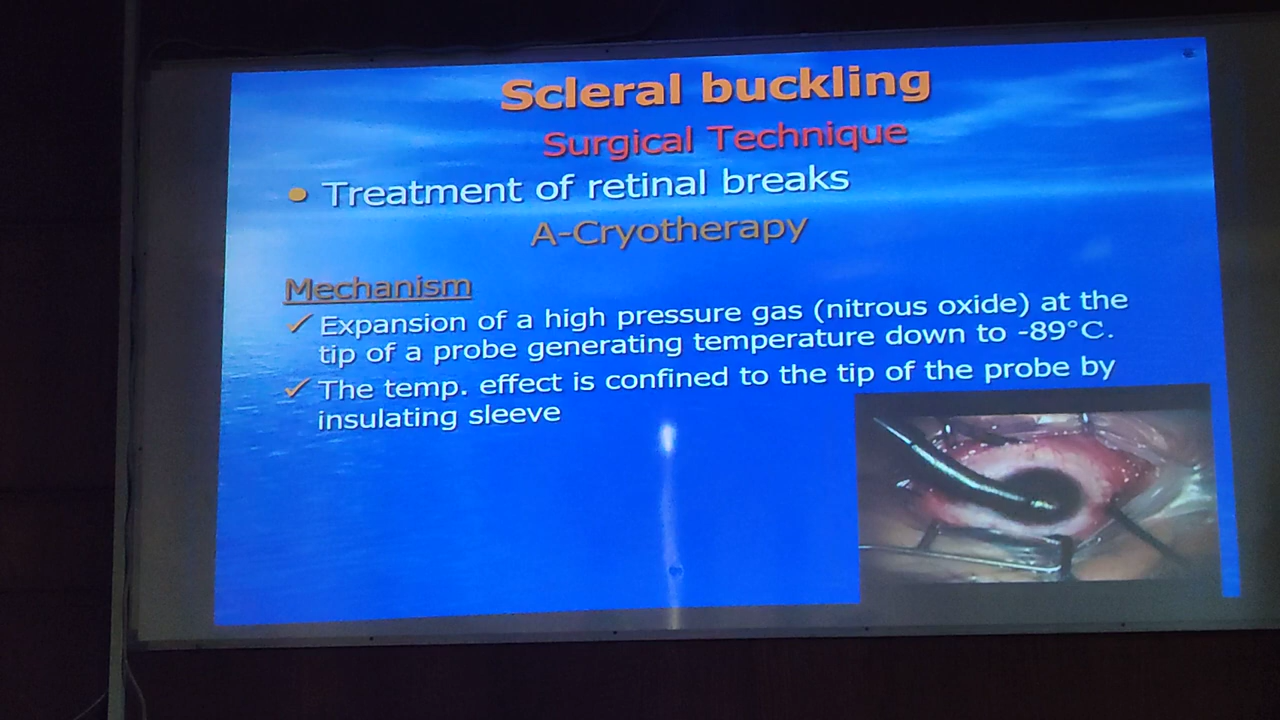 Scleral buckling
Surgical Technique
• Treatment of retinal breaks
A-Cryotherapy
Mechanism
✓ Expansion of a high pressure gas (nitrous oxide) at the
tip of a probe generating temperature down to -89°C.
✓ The temp. effect is confined to the tip of the probe by
insulating sleeve